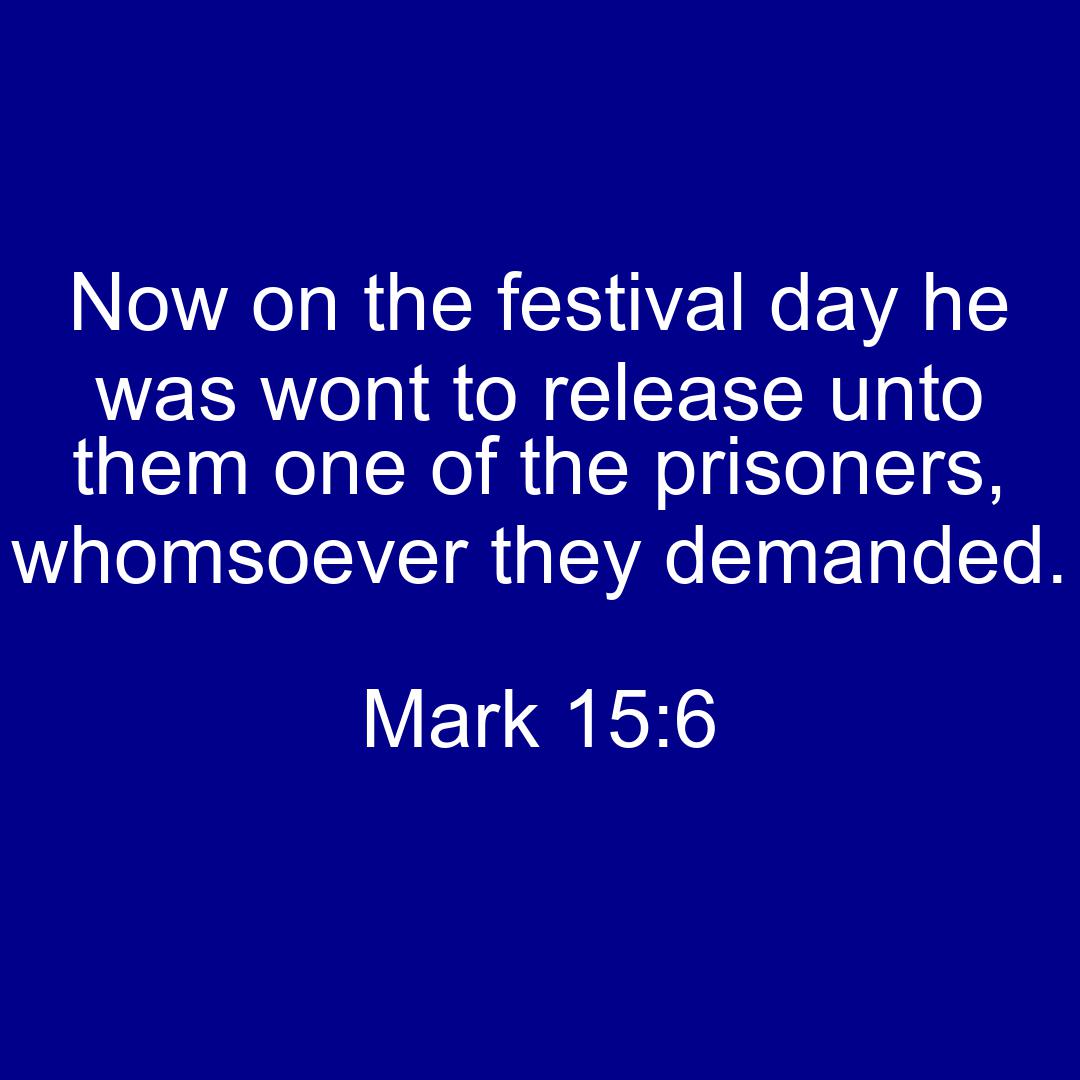 Now on the festival day he
was wont to release unto
them one of the prisoners,
whomsoever they demanded.
Mark 15:6